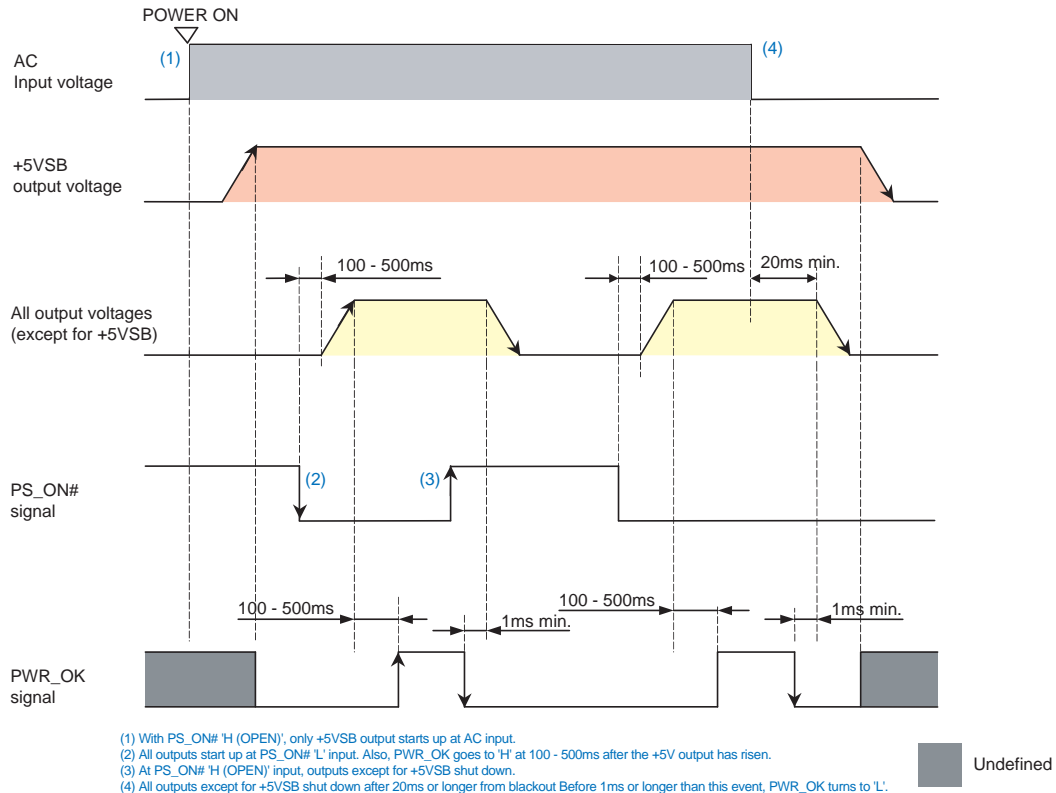 POWER ON
(1)
(4)
AC
Input voltage
+5VSB
output voltage
100 - 500ms
100 - 500ms
20ms min.
All output voltages
(except for +5VSB)
(2)
(3)
PS_ON#
signal
100 - 500ms
1ms min.
100 - 500ms
1ms min.
PWR_OK
signal
(1) With PS_ON# 'H (OPEN)', only +5VSB output starts up at AC input.
(2) All outputs start up at PS_ON# 'L' input. Also, PWR_OK goes to 'H' at 100 - 500ms after the +5V output has risen.
(3) At PS_ON# 'H (OPEN)' input, outputs except for +5VSB shut down.
(4) All outputs except for +5VSB shut down after 20ms or longer from blackout Before 1ms or longer than this event, PWR_OK turns to 'L'.
Undefined